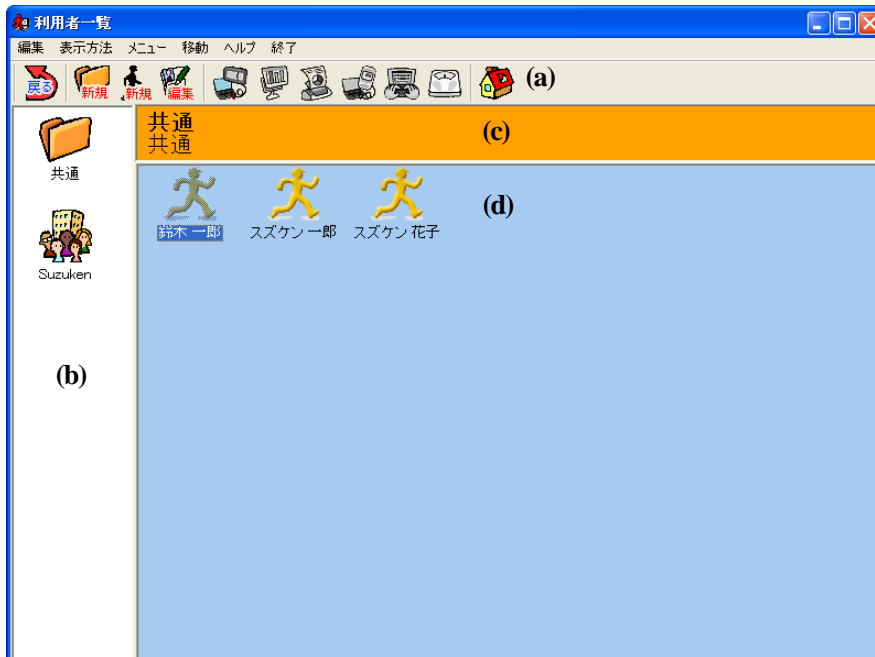 利用者一覧
編集 表示方法 メニュー 移動 ヘルプ 終了
戻る 新規 新規 編集 (a)
共通
共通
(c)
共通
鈴木 一郎 スズケン 一郎 スズケン 花子
(d)
Suzuken
(b)